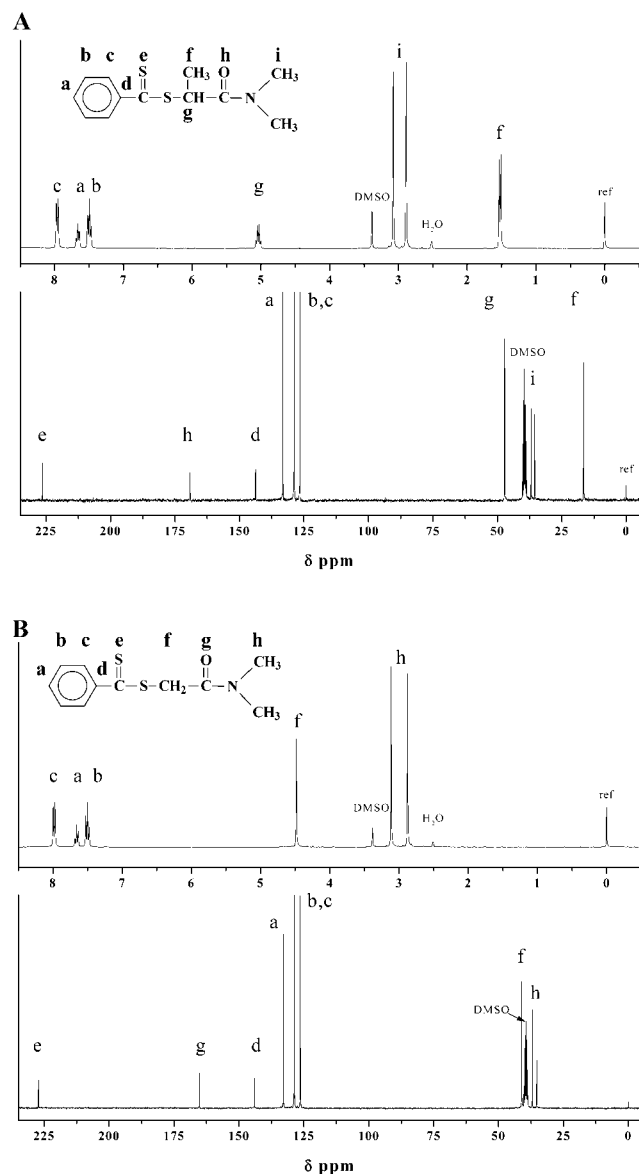 A
b c e f h i
S CH₃ O CH₃
a d C S CH C N
g CH₃
i
f
c a b g DMSO H₂O ref
8 7 6 5 4 3 2 1 0
a b,c g f
DMSO
i
e h d ref
225 200 175 150 125 100 75 50 25 0
δ ppm
B
b c e f g h
S O CH₃
a d C S CH₂ C N
CH₃
h
f
c a b DMSO H₂O ref
8 7 6 5 4 3 2 1 0
b,c
a
f
DMSO h
e g d
225 200 175 150 125 100 75 50 25 0
δ ppm